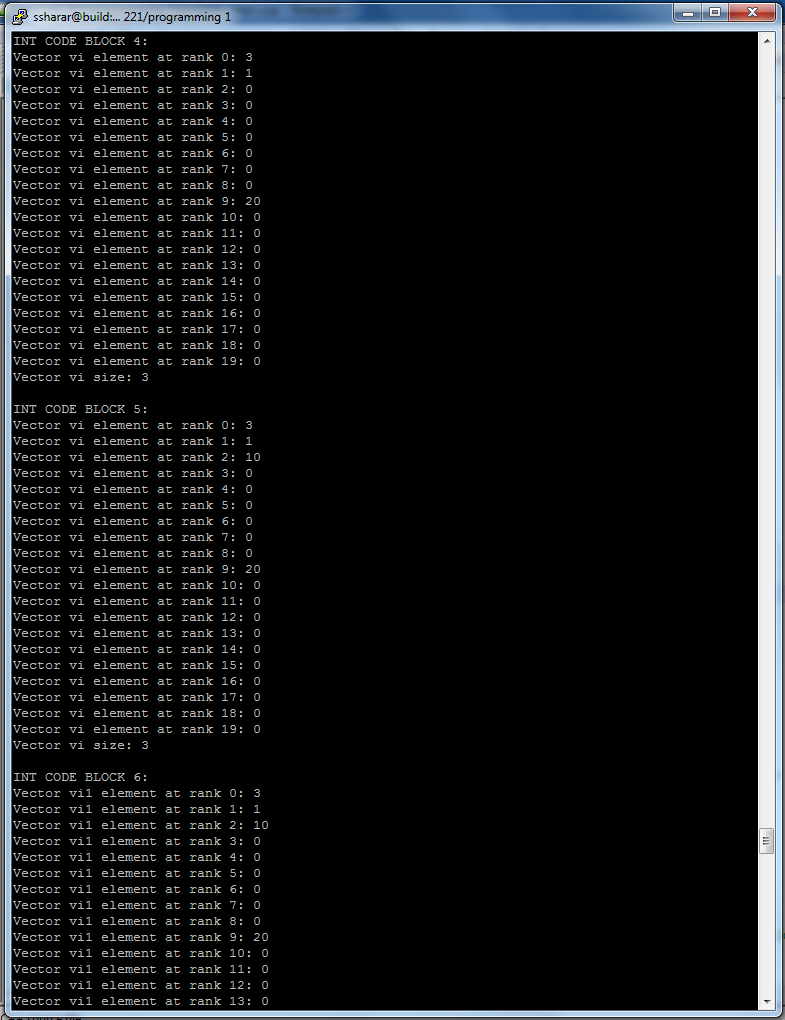 ssharar@build:... 221/programming 1
INT CODE BLOCK 4:
Vector vi element at rank 0: 3
Vector vi element at rank 1: 1
Vector vi element at rank 2: 0
Vector vi element at rank 3: 0
Vector vi element at rank 4: 0
Vector vi element at rank 5: 0
Vector vi element at rank 6: 0
Vector vi element at rank 7: 0
Vector vi element at rank 8: 0
Vector vi element at rank 9: 20
Vector vi element at rank 10: 0
Vector vi element at rank 11: 0
Vector vi element at rank 12: 0
Vector vi element at rank 13: 0
Vector vi element at rank 14: 0
Vector vi element at rank 15: 0
Vector vi element at rank 16: 0
Vector vi element at rank 17: 0
Vector vi element at rank 18: 0
Vector vi element at rank 19: 0
Vector vi size: 3
INT CODE BLOCK 5:
Vector vi element at rank 0: 3
Vector vi element at rank 1: 1
Vector vi element at rank 2: 10
Vector vi element at rank 3: 0
Vector vi element at rank 4: 0
Vector vi element at rank 5: 0
Vector vi element at rank 6: 0
Vector vi element at rank 7: 0
Vector vi element at rank 8: 0
Vector vi element at rank 9: 20
Vector vi element at rank 10: 0
Vector vi element at rank 11: 0
Vector vi element at rank 12: 0
Vector vi element at rank 13: 0
Vector vi element at rank 14: 0
Vector vi element at rank 15: 0
Vector vi element at rank 16: 0
Vector vi element at rank 17: 0
Vector vi element at rank 18: 0
Vector vi element at rank 19: 0
Vector vi size: 3
INT CODE BLOCK 6:
Vector vi1 element at rank 0: 3
Vector vi1 element at rank 1: 1
Vector vi1 element at rank 2: 10
Vector vi1 element at rank 3: 0
Vector vi1 element at rank 4: 0
Vector vi1 element at rank 5: 0
Vector vi1 element at rank 6: 0
Vector vi1 element at rank 7: 0
Vector vi1 element at rank 8: 0
Vector vi1 element at rank 9: 20
Vector vi1 element at rank 10: 0
Vector vi1 element at rank 11: 0
Vector vi1 element at rank 12: 0
Vector vi1 element at rank 13: 0